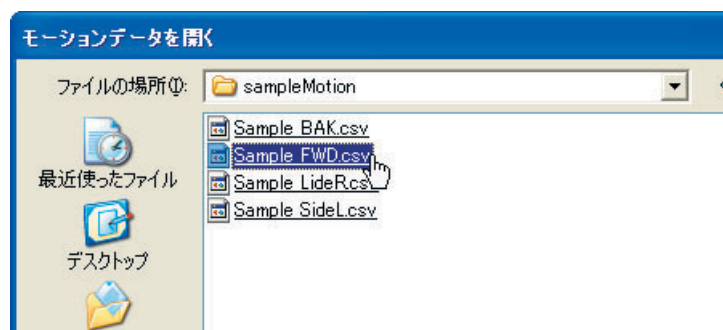 モーションデータを開く
ファイルの場所(I):
sampleMotion
Sample BAK.csv
Sample FWD.csv
Sample LideR.csv
Sample SideL.csv
最近使ったファイル
デスクトップ